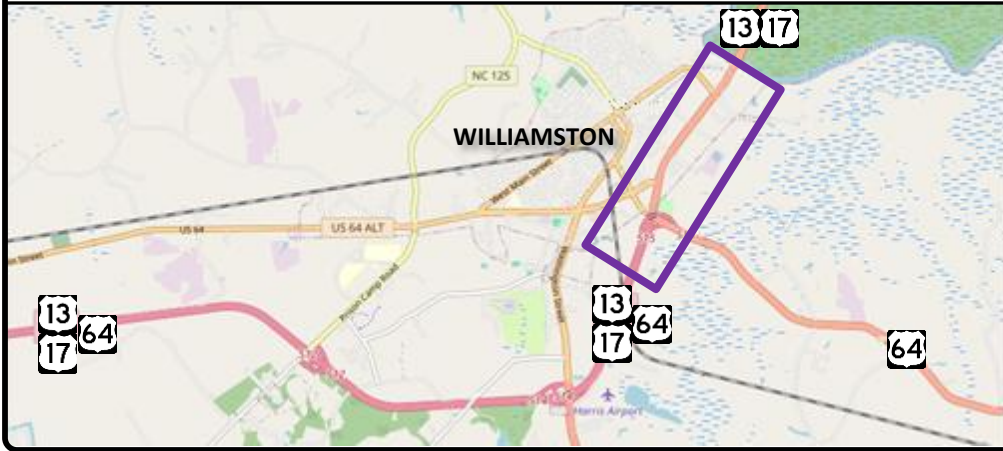 13 17
NC 125
WILLIAMSTON
West Main Street
US 64 ALT
US 64
Prison Camp Road
515
13
17
64
13
17
64
64
Harris Airport